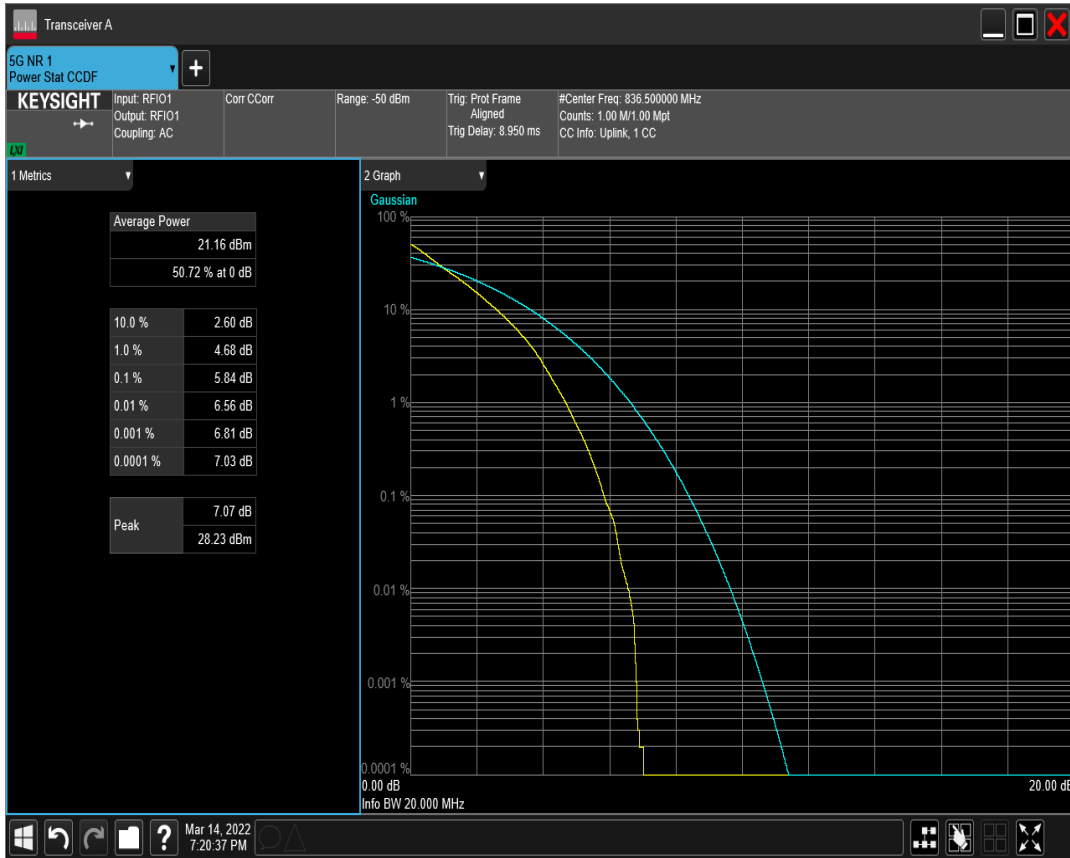 Transceiver A
5G NR 1
Power Stat CCDF
KEYSIGHT
LXI
Input: RFIO1
Output: RFIO1
Coupling: AC
Corr CCorr
Range: -50 dBm
Trig: Prot Frame
Aligned
Trig Delay: 8.950 ms
#Center Freq: 836.500000 MHz
Counts: 1.00 M/1.00 Mpt
CC Info: Uplink, 1 CC
1 Metrics
Average Power
21.16 dBm
50.72 % at 0 dB
10.0 % 2.60 dB
1.0 % 4.68 dB
0.1 % 5.84 dB
0.01 % 6.56 dB
0.001 % 6.81 dB
0.0001 % 7.03 dB
Peak
7.07 dB
28.23 dBm
2 Graph
Gaussian
100 %
10 %
1 %
0.1 %
0.01 %
0.001 %
0.0001 %
0.00 dB 20.00 dB
Info BW 20.000 MHz
Mar 14, 2022
7:20:37 PM